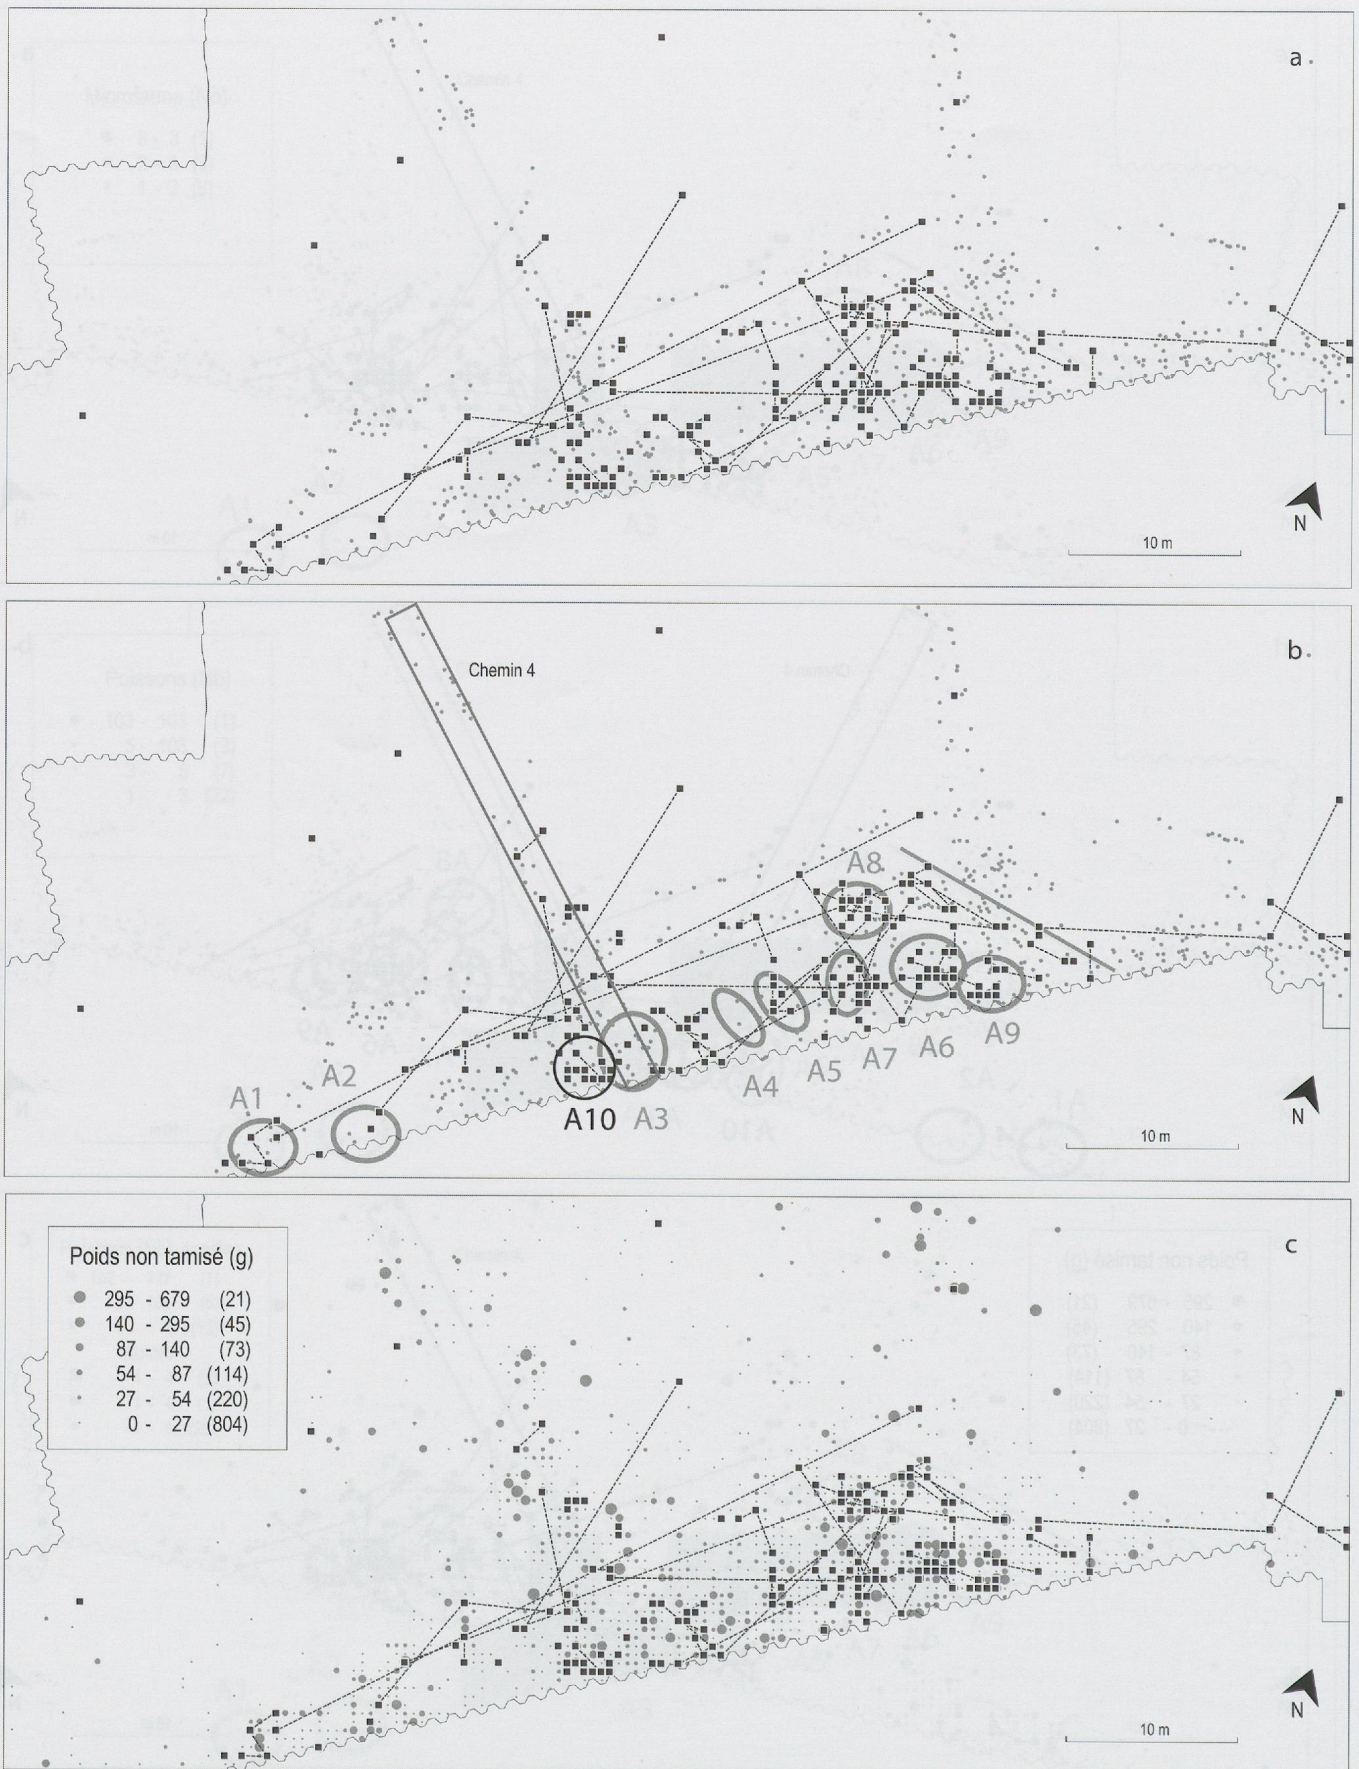 a.
N
10 m
b.
Chemin 4
A8
A1
A2
A10
A3
A4
A5
A7
A6
A9
N
10 m
c
Poids non tamisé (g)
295 - 679 (21)
140 - 295 (45)
87 - 140 (73)
54 - 87 (114)
27 - 54 (220)
0 - 27 (804)
N
10 m